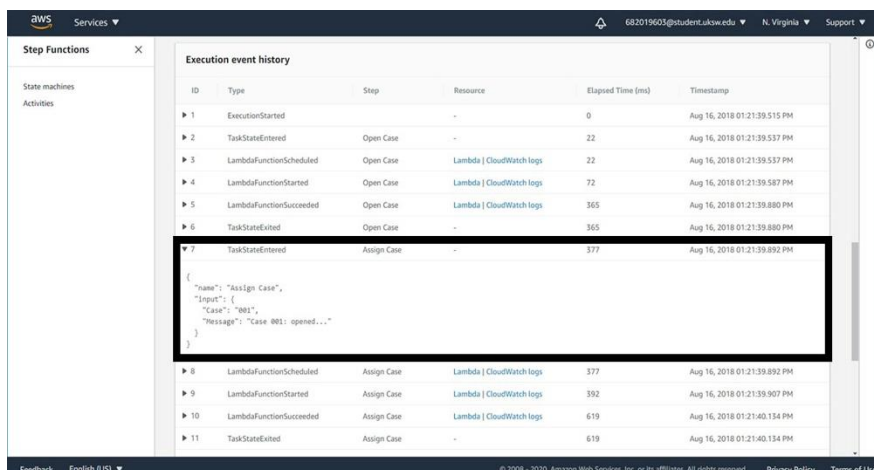 aws Services ▼ 682019603@student.uksw.edu ▼ N. Virginia ▼ Support ▼
Step Functions X
State machines
Activities
Execution event history
ID Type Step Resource Elapsed Time (ms) Timestamp
▶ 1 ExecutionStarted - 0 Aug 16, 2018 01:21:39.515 PM
▶ 2 TaskStateEntered Open Case - 22 Aug 16, 2018 01:21:39.537 PM
▶ 3 LambdaFunctionScheduled Open Case Lambda | CloudWatch logs 22 Aug 16, 2018 01:21:39.537 PM
▶ 4 LambdaFunctionStarted Open Case Lambda | CloudWatch logs 72 Aug 16, 2018 01:21:39.587 PM
▶ 5 LambdaFunctionSucceeded Open Case Lambda | CloudWatch logs 365 Aug 16, 2018 01:21:39.880 PM
▶ 6 TaskStateExited Open Case - 365 Aug 16, 2018 01:21:39.880 PM
▼ 7 TaskStateEntered Assign Case - 377 Aug 16, 2018 01:21:39.892 PM
{
"name": "Assign Case",
"input": {
"Case": "001",
"Message": "Case 001: opened..."
}
}
▶ 8 LambdaFunctionScheduled Assign Case Lambda | CloudWatch logs 377 Aug 16, 2018 01:21:39.892 PM
▶ 9 LambdaFunctionStarted Assign Case Lambda | CloudWatch logs 392 Aug 16, 2018 01:21:39.907 PM
▶ 10 LambdaFunctionSucceeded Assign Case Lambda | CloudWatch logs 619 Aug 16, 2018 01:21:40.134 PM
▶ 11 TaskStateExited Assign Case - 619 Aug 16, 2018 01:21:40.134 PM
Feedback English (US) ▼ © 2008 - 2020, Amazon Web Services, Inc. or its affiliates. All rights reserved. Privacy Policy Terms of Us